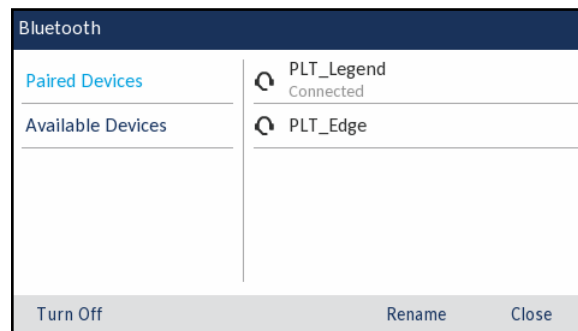 Bluetooth
Paired Devices
Available Devices
PLT_Legend
Connected
PLT_Edge
Turn Off
Rename
Close